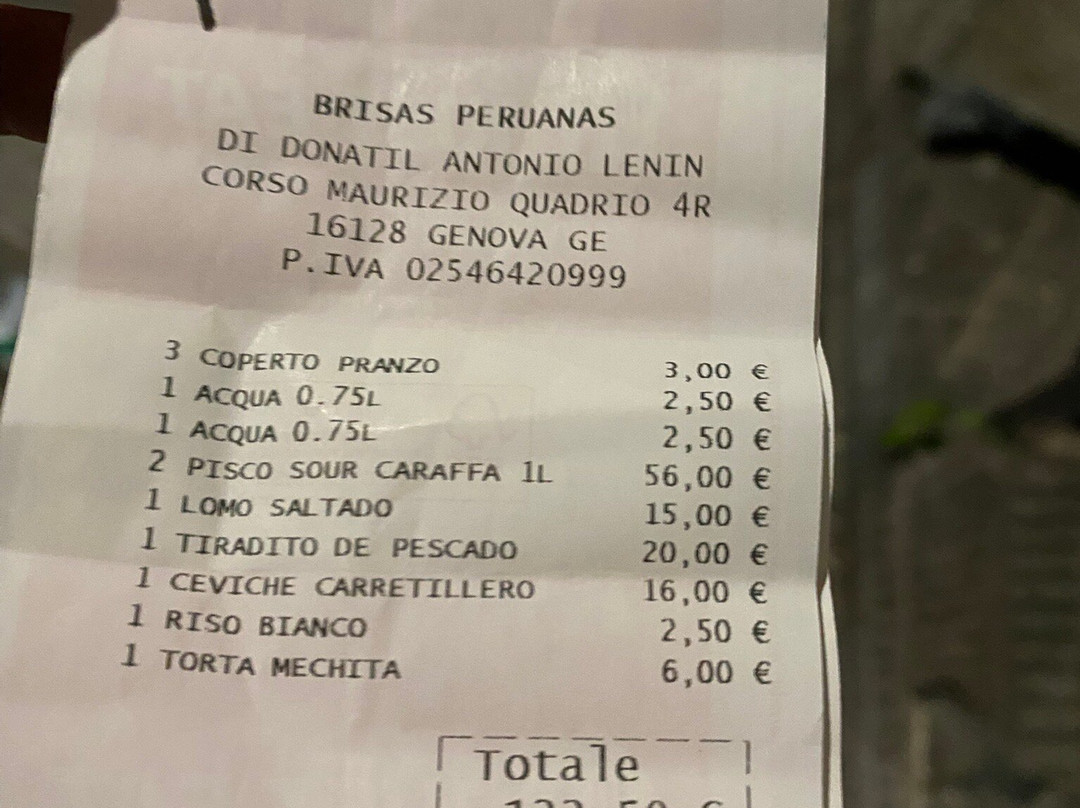 BRISAS PERUANAS
DI DONATIL ANTONIO LENIN
CORSO MAURIZIO QUADRIO 4R
16128 GENOVA GE
P.IVA 02546420999
3 COPERTO PRANZO 3,00 €
1 ACQUA 0.75L 2,50 €
1 ACQUA 0.75L 2,50 €
2 PISCO SOUR CARAFFA 1L 56,00 €
1 LOMO SALTADO 15,00 €
1 TIRADITO DE PESCADO 20,00 €
1 CEVICHE CARRETILLERO 16,00 €
1 RISO BIANCO 2,50 €
1 TORTA MECHITA 6,00 €
Totale